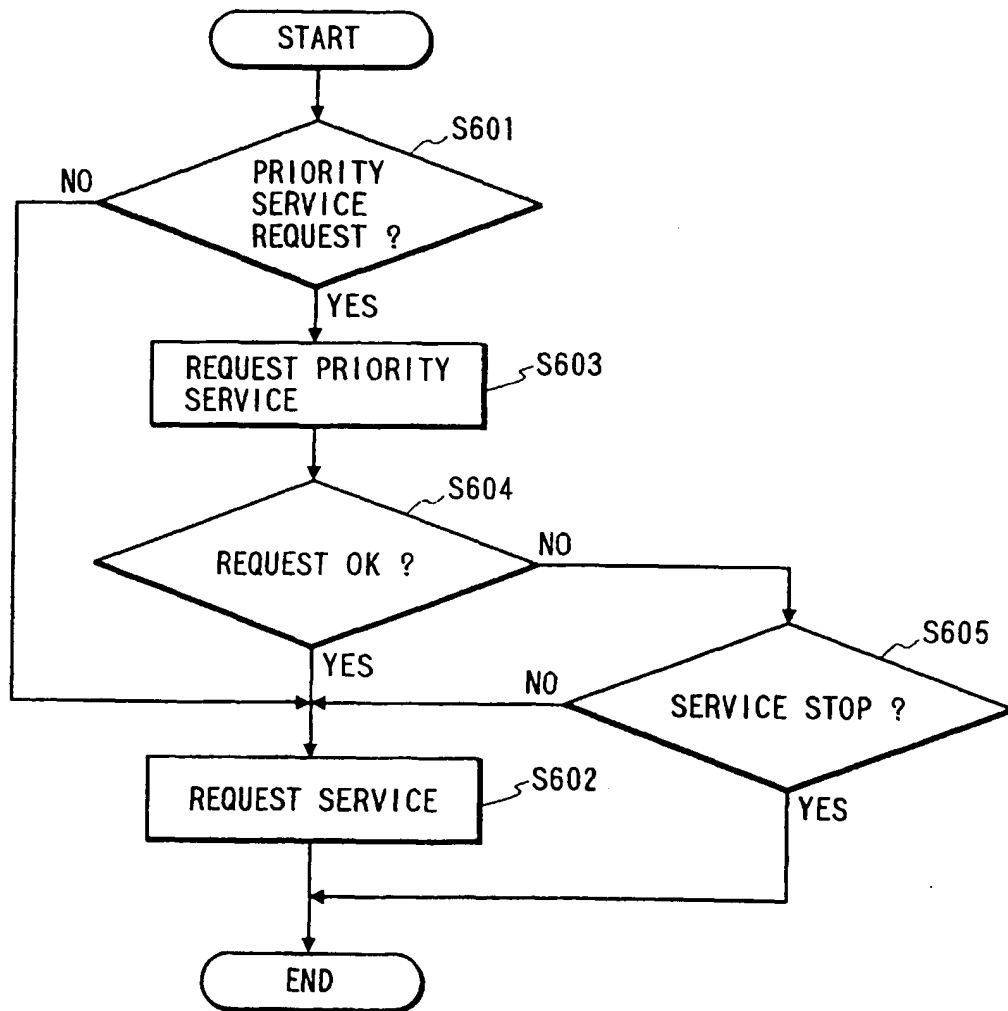 START
S601
NO
PRIORITY
SERVICE
REQUEST ?
YES
REQUEST PRIORITY
SERVICE
S603
S604
REQUEST OK ?
NO
YES
S605
NO
SERVICE STOP ?
S602
REQUEST SERVICE
YES
END